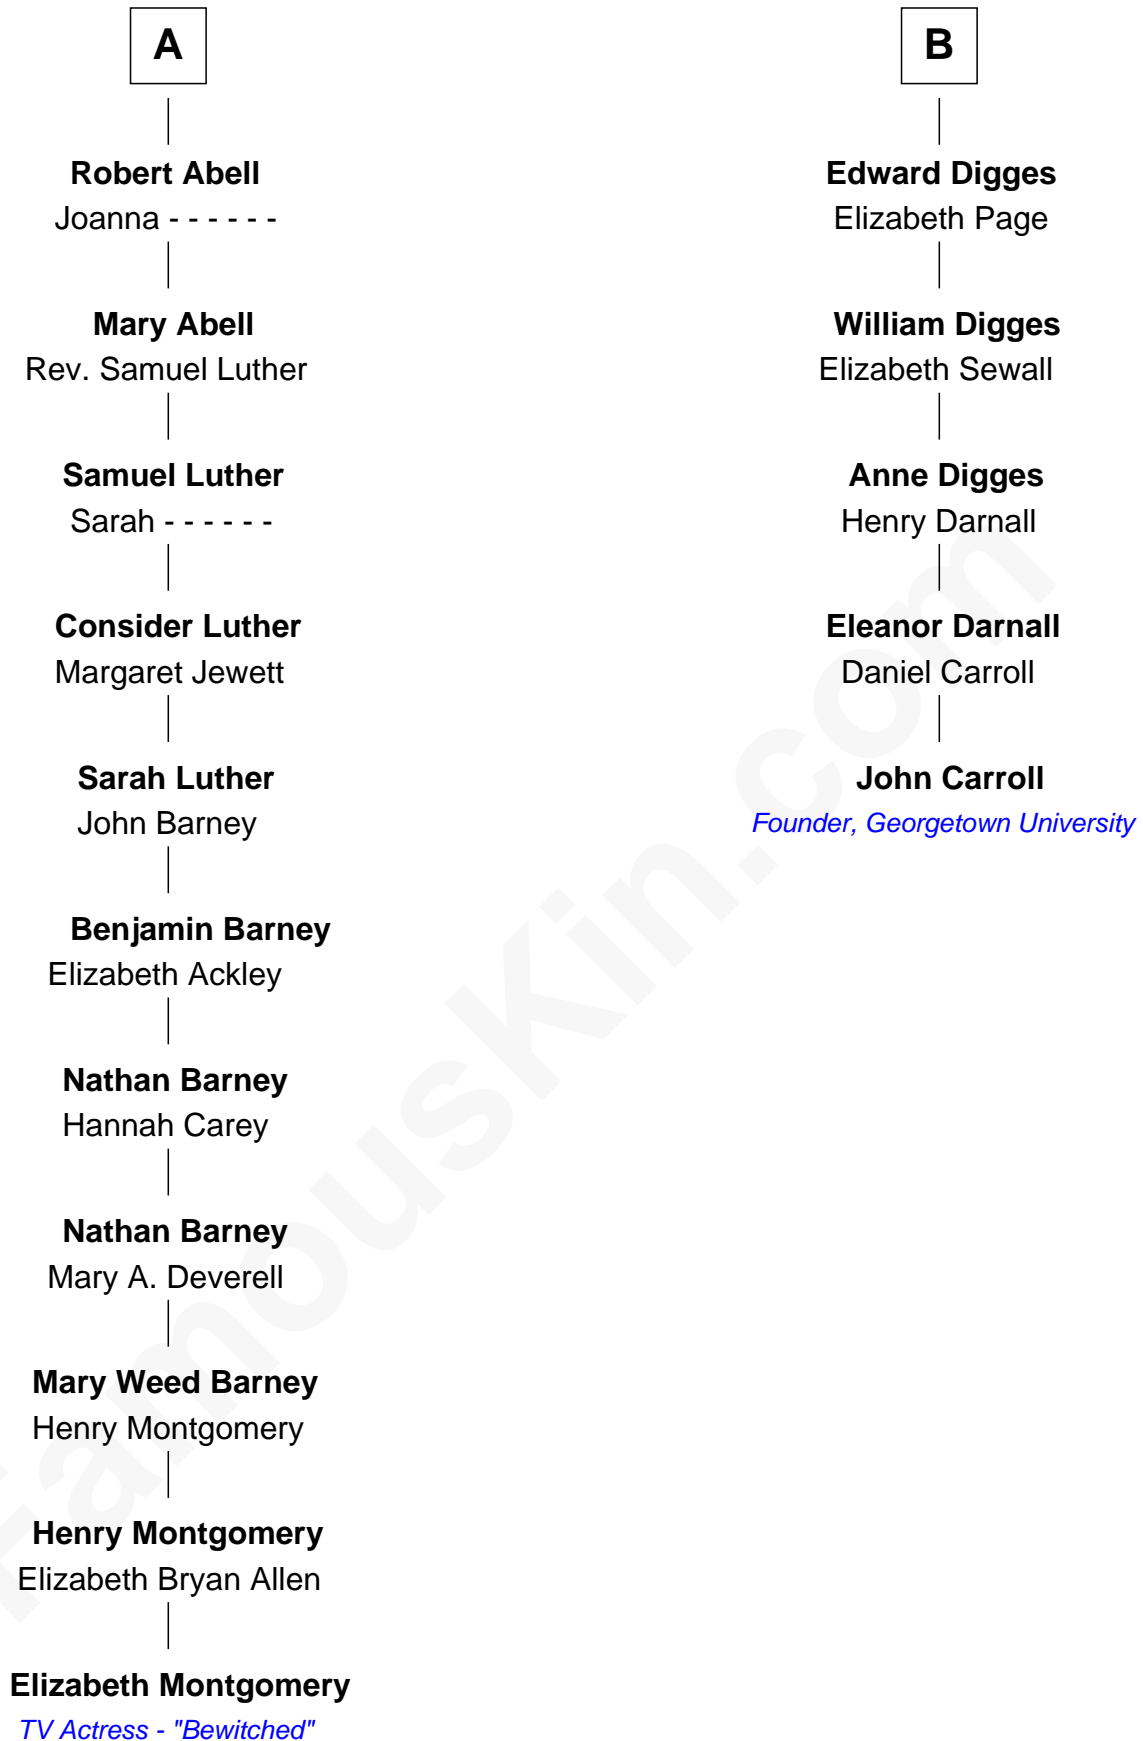 A
Robert Abell
Joanna - - - - - -
Mary Abell
Rev. Samuel Luther
Samuel Luther
Sarah - - - - - -
Consider Luther
Margaret Jewett
Sarah Luther
John Barney
Benjamin Barney
Elizabeth Ackley
Nathan Barney
Hannah Carey
Nathan Barney
Mary A. Deverell
Mary Weed Barney
Henry Montgomery
Henry Montgomery
Elizabeth Bryan Allen
Elizabeth Montgomery
TV Actress - "Bewitched"
B
Edward Digges
Elizabeth Page
William Digges
Elizabeth Sewall
Anne Digges
Henry Darnall
Eleanor Darnall
Daniel Carroll
John Carroll
Founder, Georgetown University
FamousKin.com